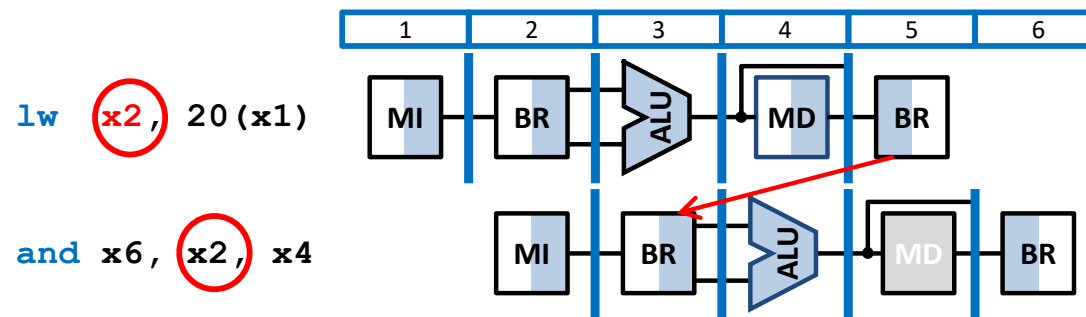 1 2 3 4 5 6
lw x2, 20(x1) MI BR ALU MD BR
and x6, x2, x4 MI BR ALU MD BR